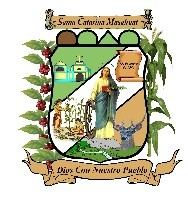 Santa Catarina Masahuat
Dios Con Nuestro Pueblo